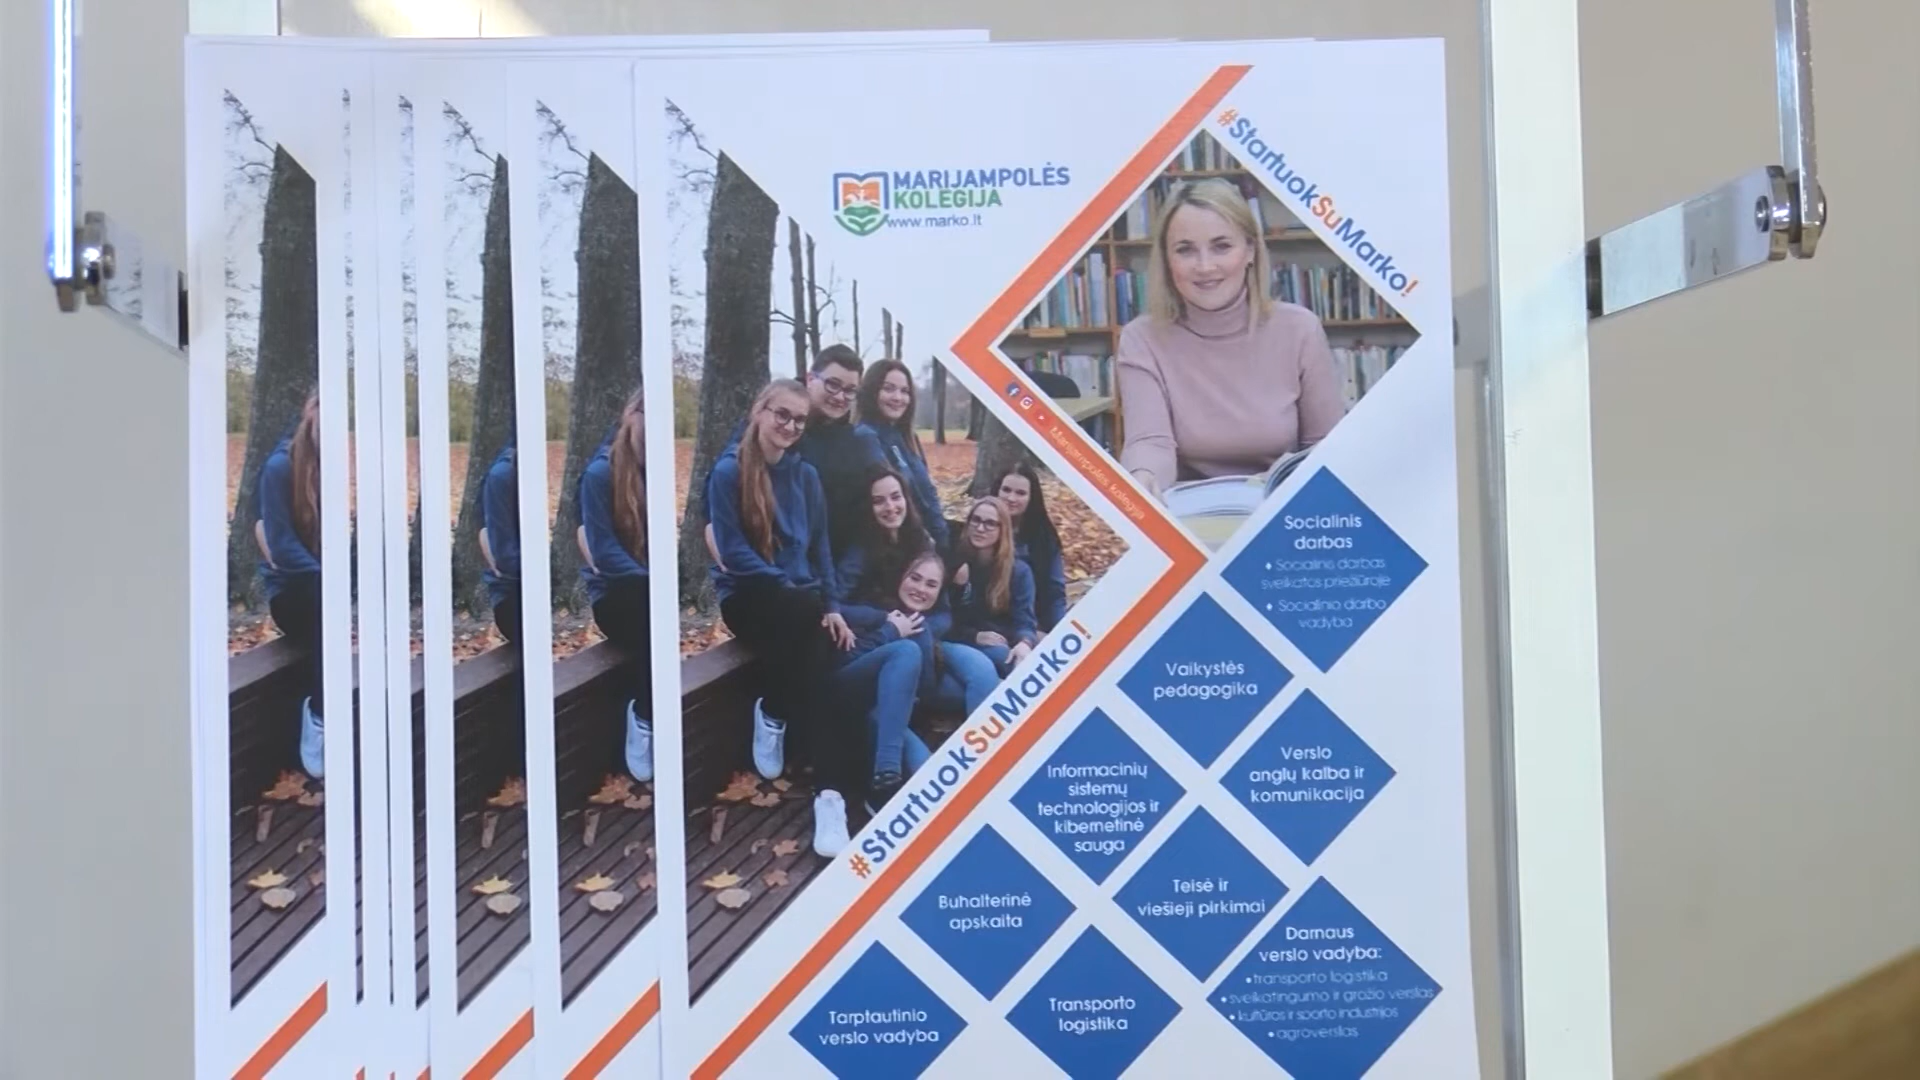 MARIJAMPOLĖS
KOLEGIJA
www.marko.lt
#StartuokSuMarko!
Marijampolės kolegija
#StartuokSuMarko!
Socialinis
darbas
• Socialinis darbas
sveikatos priežiūroje
• Socialinio darbo
vadyba
Vaikystės
pedagogika
Verslo
anglų kalba ir
komunikacija
Informacinių
sistemų
technologijos ir
kibernetinė
sauga
Teisė ir
viešieji pirkimai
Buhalterinė
apskaita
Darnaus
verslo vadyba:
• transporto logistika
• sveikatingumo ir grožio verslas
• kultūros ir sporto industrijos
• agroverslas
Transporto
logistika
Tarptautinio
verslo vadyba